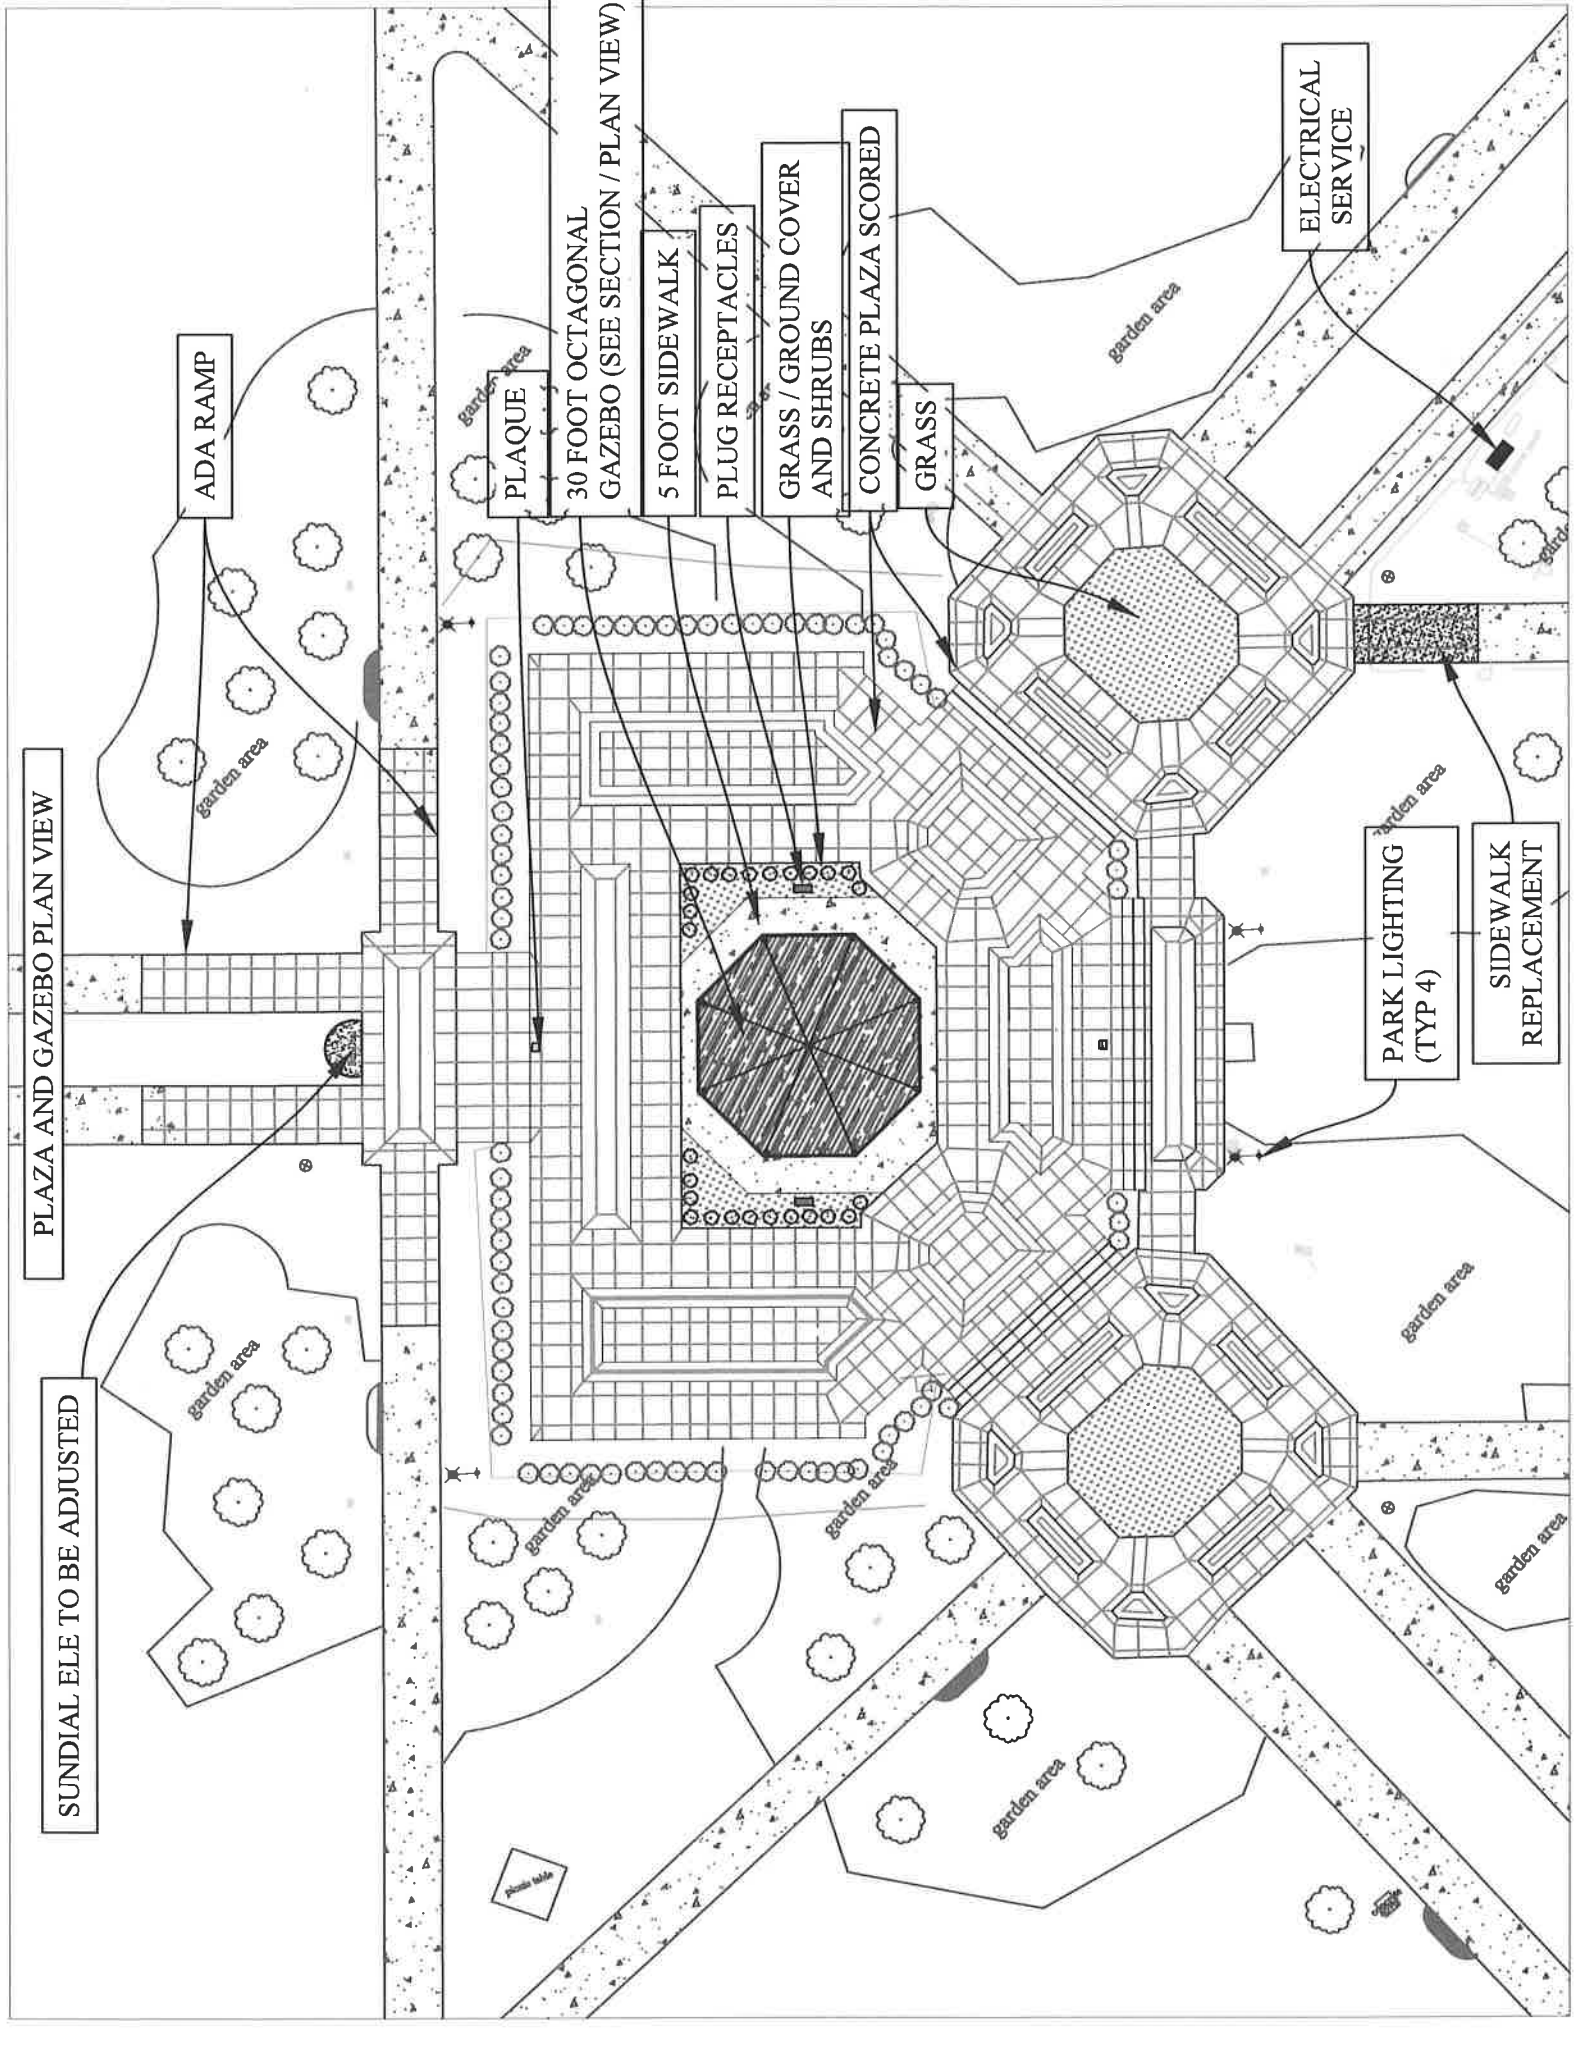 PLAZA AND GAZEBO PLAN VIEW
SUNDIAL ELE TO BE ADJUSTED
ADA RAMP
PLAQUE
30 FOOT OCTAGONAL
GAZEBO (SEE SECTION / PLAN VIEW)
5 FOOT SIDEWALK
PLUG RECEPTACLES
GRASS / GROUND COVER
AND SHRUBS
CONCRETE PLAZA SCORED
GRASS
ELECTRICAL
SERVICE
PARK LIGHTING
(TYP 4)
SIDEWALK
REPLACEMENT
garden area
garden area
garden area
garden area
garden area
garden area
garden area
garden area
garden area
garden area
picnic table